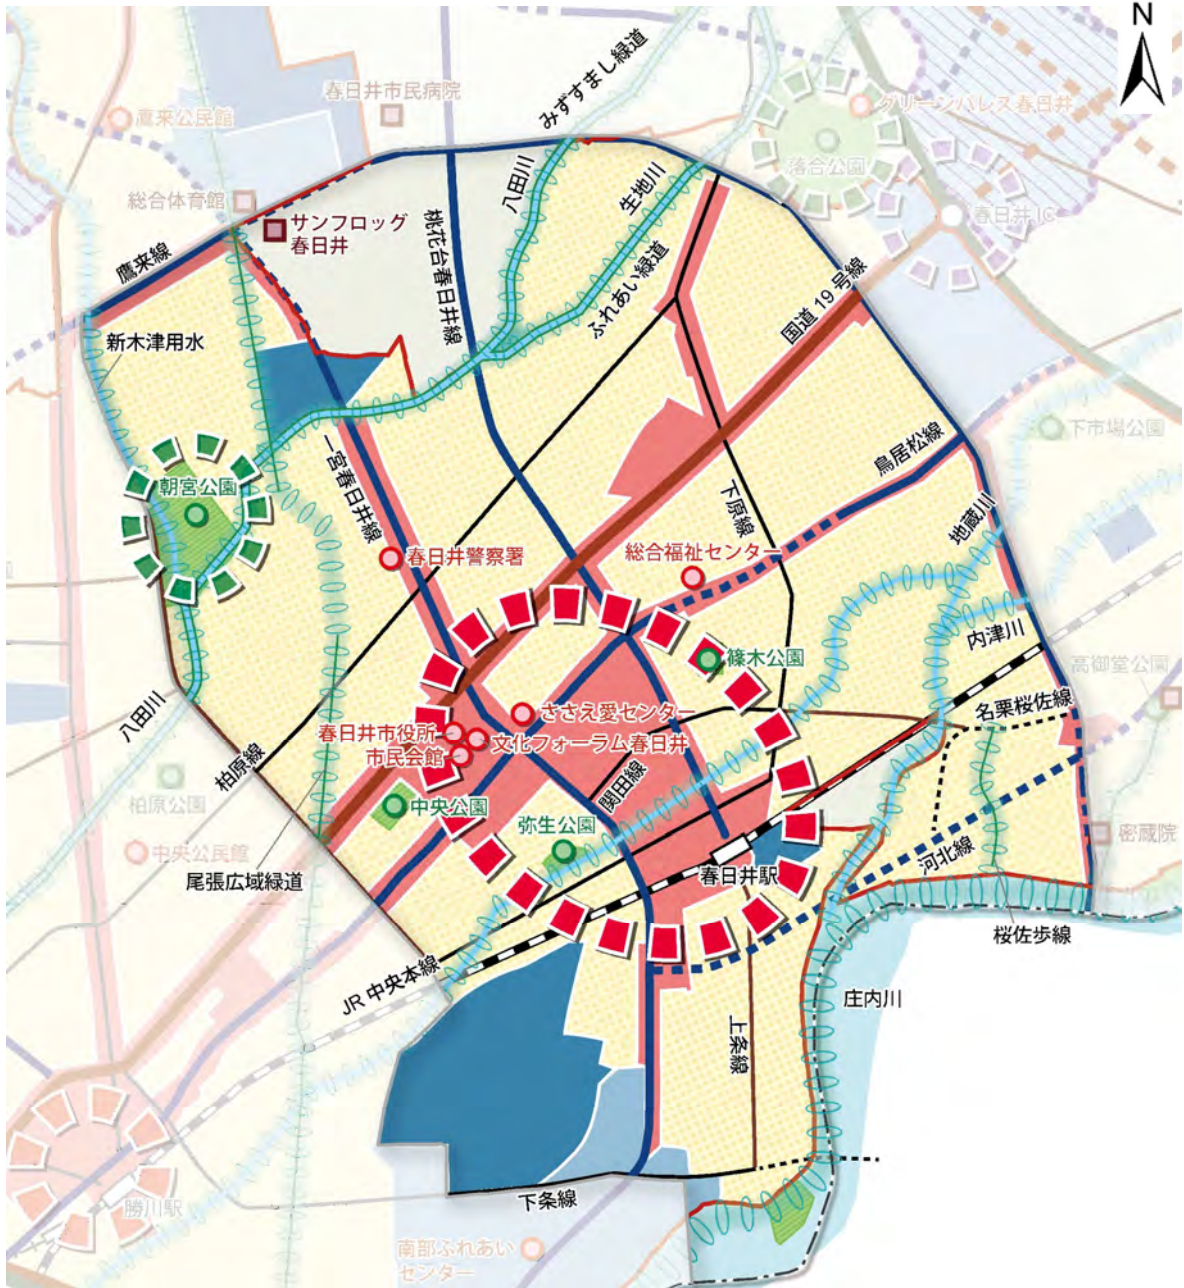 N
みずすまし緑道
春日井市民病院
グリーンパレス春日井
鷹来公民館
八田川
生地川
落合公園
総合体育館
サンフロッグ
春日井
春日井IC
桃花台春日井線
鷹来線
ふれあい緑道
国道19号線
新木津用水
下市場公園
鳥居松線
一宮春日井線
朝宮公園
下原線
地蔵川
春日井警察署
総合福祉センター
内津川
篠木公園
高御堂公園
八田川
ささえ愛センター
名栗桜佐線
春日井市役所
文化フォーラム春日井
市民会館
柏原線
関田線
柏原公園
中央公園
弥生公園
密蔵院
中央公民館
河北線
尾張広域緑道
春日井駅
桜佐歩線
JR中央本線
庄内川
上条線
勝川駅
下条線
南部ふれあい
センター